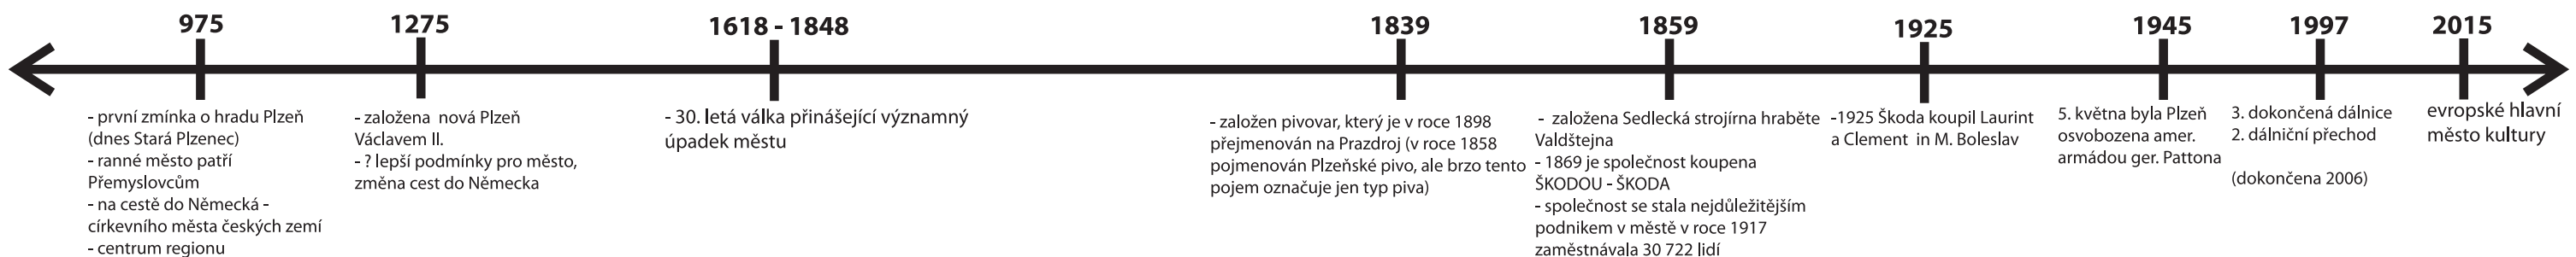 975
- první zmínka o hradu Plzeň
(dnes Stará Plzenec)
- ranné město patří
Přemyslovcům
- na cestě do Německá -
církevního města českých zemí
- centrum regionu
1275
- založena nová Plzeň
Václavem II.
- ? lepší podmínky pro město,
změna cest do Německa
1618 - 1848
- 30. letá válka přinášející významný
úpadek městu
1839
- založen pivovar, který je v roce 1898
přejmenován na Prazdroj (v roce 1858
pojmenován Plzeňské pivo, ale brzo tento
pojem označuje jen typ piva)
1859
- založena Sedlecká strojírna hraběte
Valdštejna
- 1869 je společnost koupena
ŠKODOU - ŠKODA
- společnost se stala nejdůležitějším
podnikem v městě v roce 1917
zaměstnávala 30 722 lidí
1925
-1925 Škoda koupil Laurint
a Clement in M. Boleslav
1945
5. května byla Plzeň
osvobozena amer.
armádou ger. Pattona
1997
3. dokončená dálnice
2. dálniční přechod
(dokončena 2006)
2015
evropské hlavní
město kultury